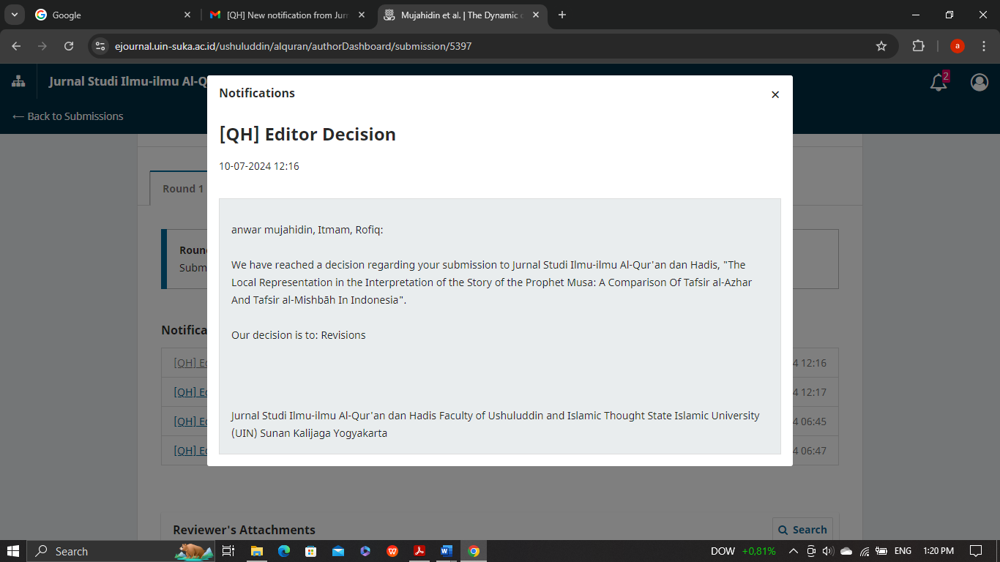 Google
[QH] New notification from Jur
Mujahidin et al. | The Dynamic
ejournal.uin-suka.ac.id/ushuluddin/alquran/authorDashboard/submission/5397
a
Jurnal Studi Ilmu-ilmu Al-Q
2
← Back to Submissions
Notifications
[QH] Editor Decision
10-07-2024 12:16
Round 1
anwar mujahidin, Itmam, Rofiq:
Roun
Subm
We have reached a decision regarding your submission to Jurnal Studi Ilmu-ilmu Al-Qur'an dan Hadis, "The
Local Representation in the Interpretation of the Story of the Prophet Musa: A Comparison Of Tafsir al-Azhar
And Tafsir al-Mishbāh In Indonesia".
Our decision is to: Revisions
Notifica
[QH] Ed
4 12:16
[QH] Ed
4 12:17
[QH] Ed
4 06:45
[QH] Ed
4 06:47
Jurnal Studi Ilmu-ilmu Al-Qur'an dan Hadis Faculty of Ushuluddin and Islamic Thought State Islamic University
(UIN) Sunan Kalijaga Yogyakarta
Reviewer's Attachments
Search
Search
DOW +0,81%
ENG
1:20 PM